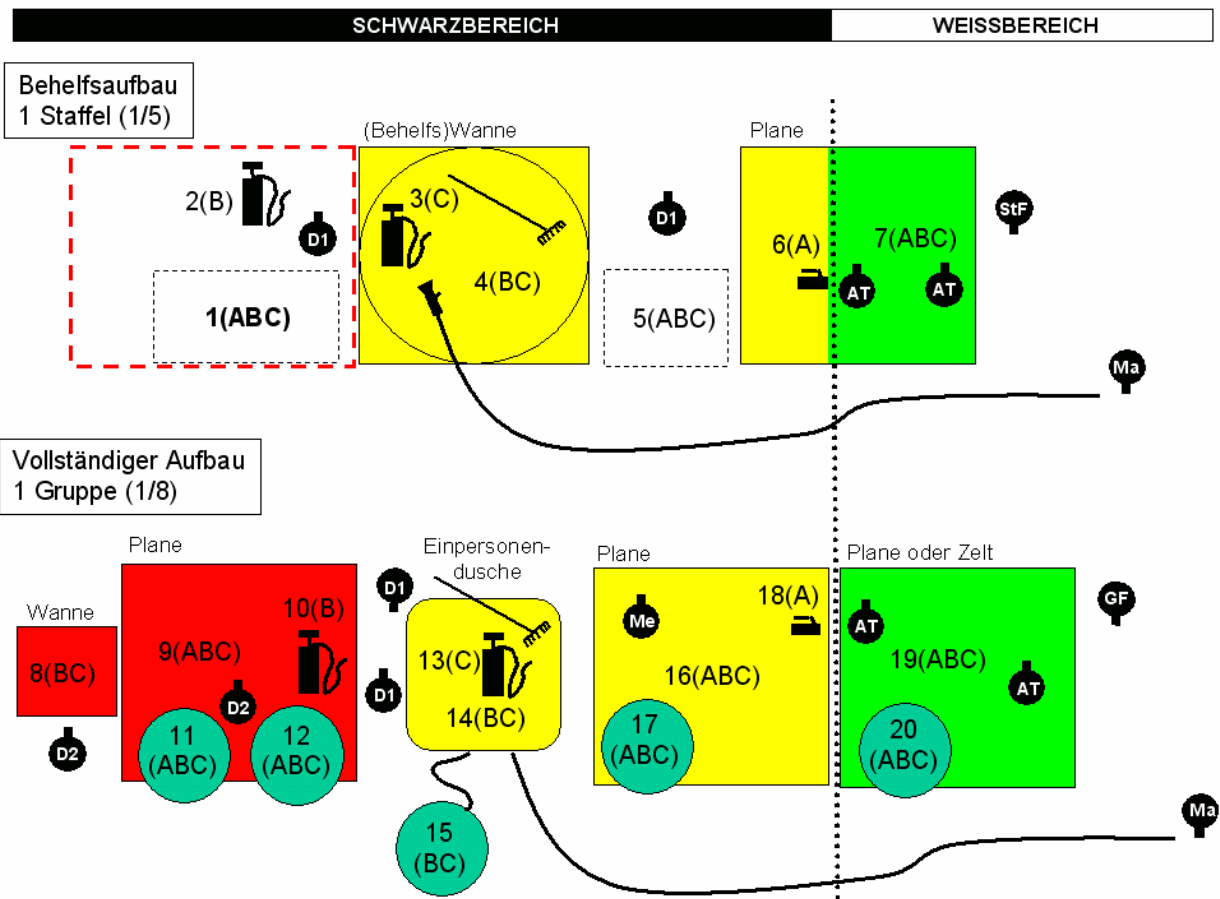 SCHWARZBEREICH
WEISSBEREICH
Behelfsaufbau
1 Staffel (1/5)
(Behelfs)Wanne
Plane
2(B)
D1
3(C)
4(BC)
1(ABC)
D1
5(ABC)
6(A)
7(ABC)
AT
AT
StF
Ma
Vollständiger Aufbau
1 Gruppe (1/8)
Wanne
8(BC)
D2
Plane
9(ABC)
10(B)
D2
11
(ABC)
12
(ABC)
D1
D1
Einpersonen-
dusche
13(C)
14(BC)
15
(BC)
Plane
Me
18(A)
16(ABC)
17
(ABC)
Plane oder Zelt
AT
19(ABC)
AT
20
(ABC)
GF
Ma